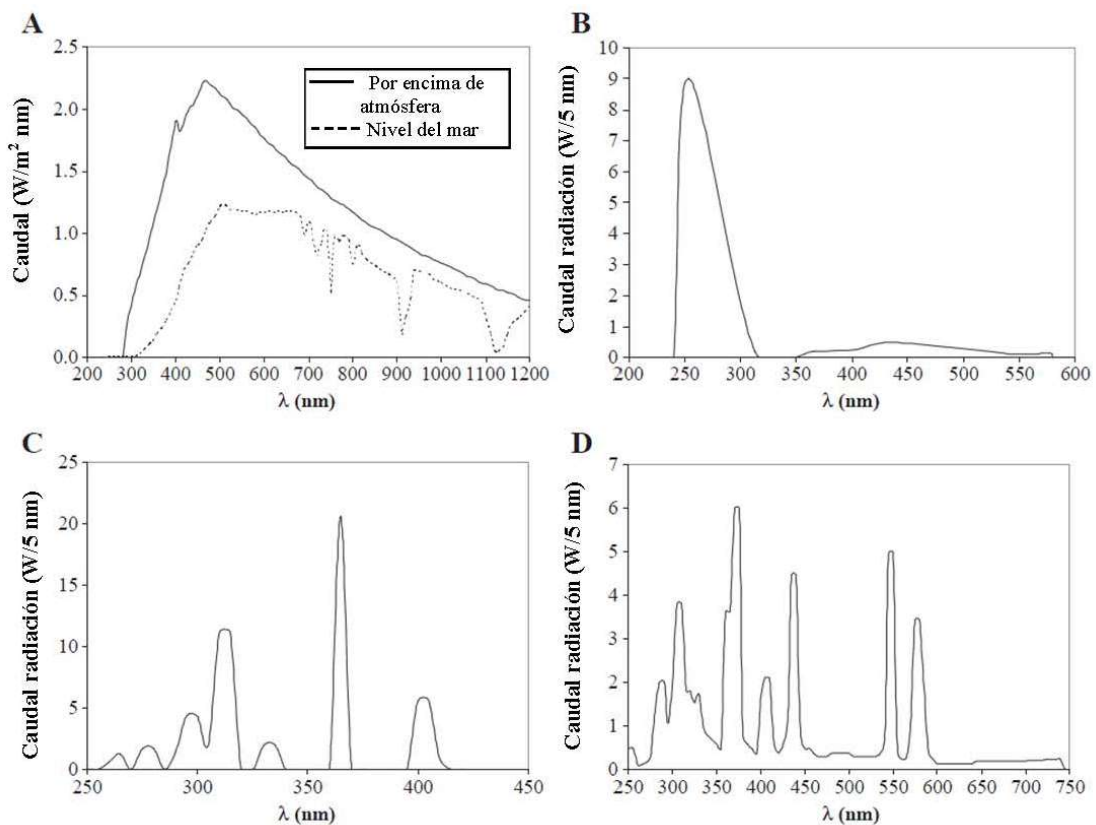 A
Caudal (W/m² nm)
2.5
2.0
1.5
1.0
0.5
0.0
200 300 400 500 600 700 800 900 1000 1100 1200
λ (nm)
Por encima de
atmósfera
Nivel del mar
B
Caudal radiación (W/5 nm)
10
9
8
7
6
5
4
3
2
1
0
200 250 300 350 400 450 500 550 600
λ (nm)
C
Caudal radiación (W/5 nm)
25
20
15
10
5
0
250 300 350 400 450
λ (nm)
D
Caudal radiación (W/5 nm)
7
6
5
4
3
2
1
0
250 300 350 400 450 500 550 600 650 700 750
λ (nm)